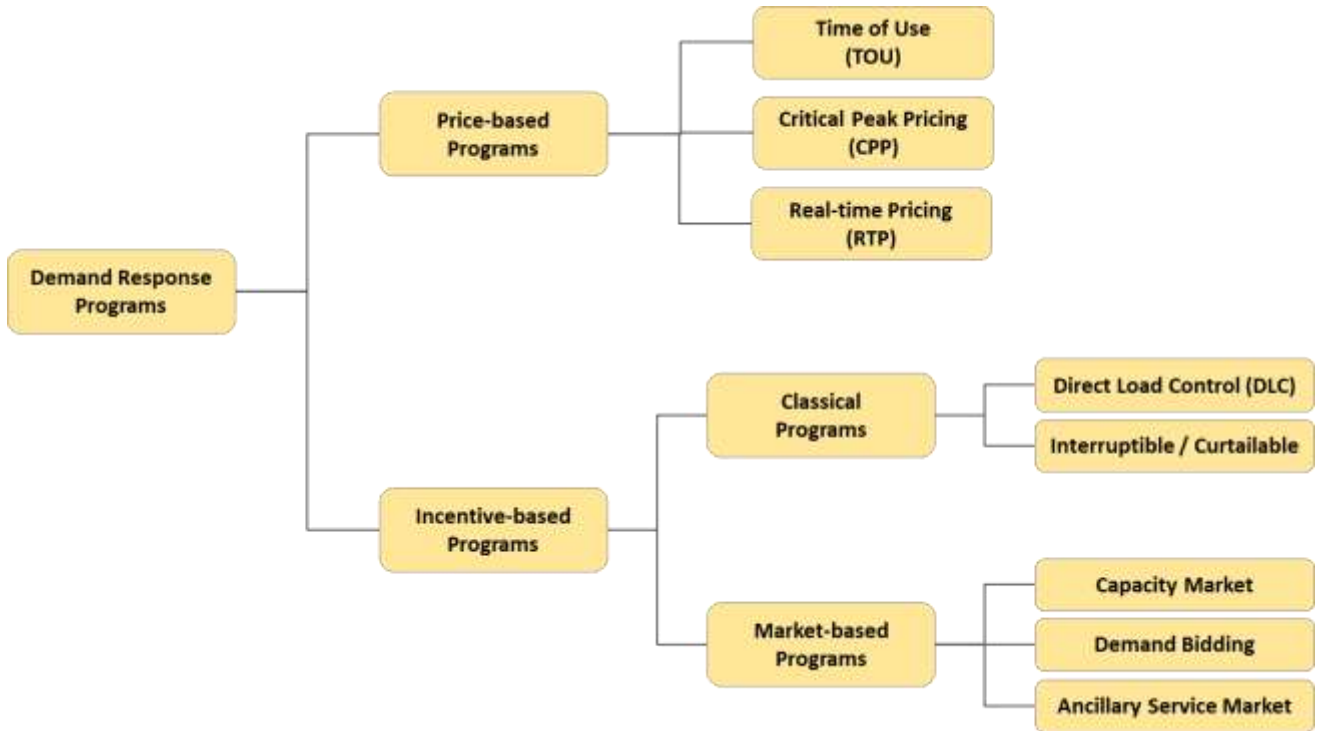 Time of Use
(TOU)
Price-based
Programs
Critical Peak Pricing
(CPP)
Real-time Pricing
(RTP)
Demand Response
Programs
Classical
Programs
Direct Load Control (DLC)
Interruptible / Curtailable
Incentive-based
Programs
Market-based
Programs
Capacity Market
Demand Bidding
Ancillary Service Market